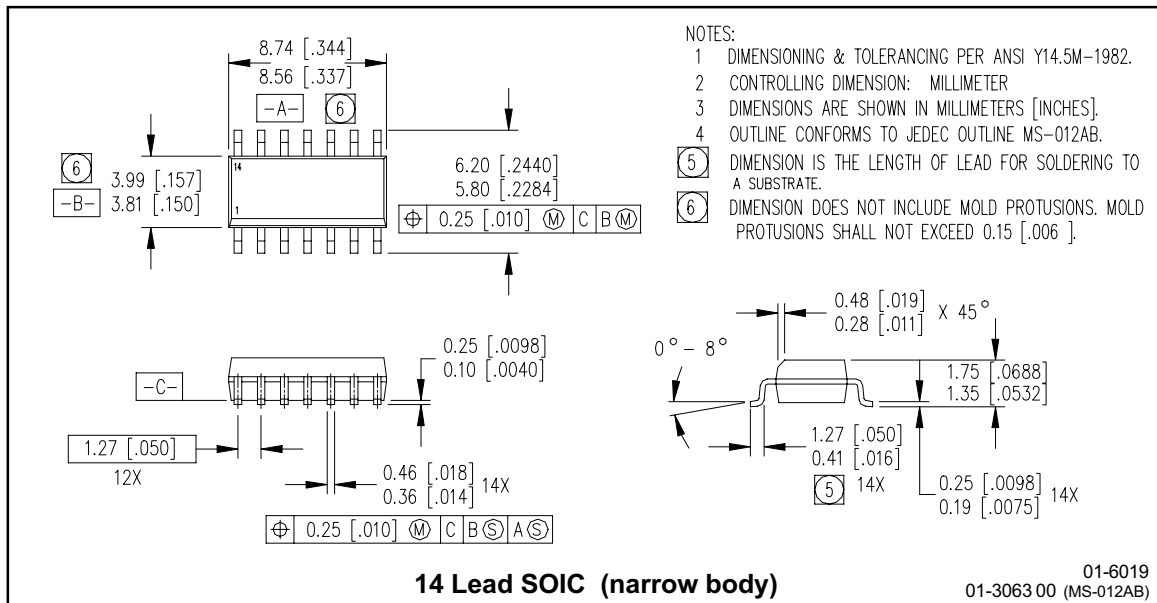 8.74 [.344]
8.56 [.337]
-A- 6
6
3.99 [.157]
3.81 [.150]
-B-
14
1
6.20 [.2440]
5.80 [.2284]
⌖ 0.25 [.010] Ⓜ C B Ⓜ
NOTES:
1 DIMENSIONING & TOLERANCING PER ANSI Y14.5M-1982.
2 CONTROLLING DIMENSION: MILLIMETER
3 DIMENSIONS ARE SHOWN IN MILLIMETERS [INCHES].
4 OUTLINE CONFORMS TO JEDEC OUTLINE MS-012AB.
5 DIMENSION IS THE LENGTH OF LEAD FOR SOLDERING TO
A SUBSTRATE.
6 DIMENSION DOES NOT INCLUDE MOLD PROTUSIONS. MOLD
PROTUSIONS SHALL NOT EXCEED 0.15 [.006 ].
-C-
0.25 [.0098]
0.10 [.0040]
1.27 [.050]
12X
0.46 [.018]
0.36 [.014] 14X
⌖ 0.25 [.010] Ⓜ C B Ⓢ A Ⓢ
0.48 [.019]
0.28 [.011] X 45°
0° - 8°
1.75 [.0688]
1.35 [.0532]
1.27 [.050]
0.41 [.016]
5 14X
0.25 [.0098]
0.19 [.0075] 14X
14 Lead SOIC (narrow body)
01-6019
01-3063 00 (MS-012AB)